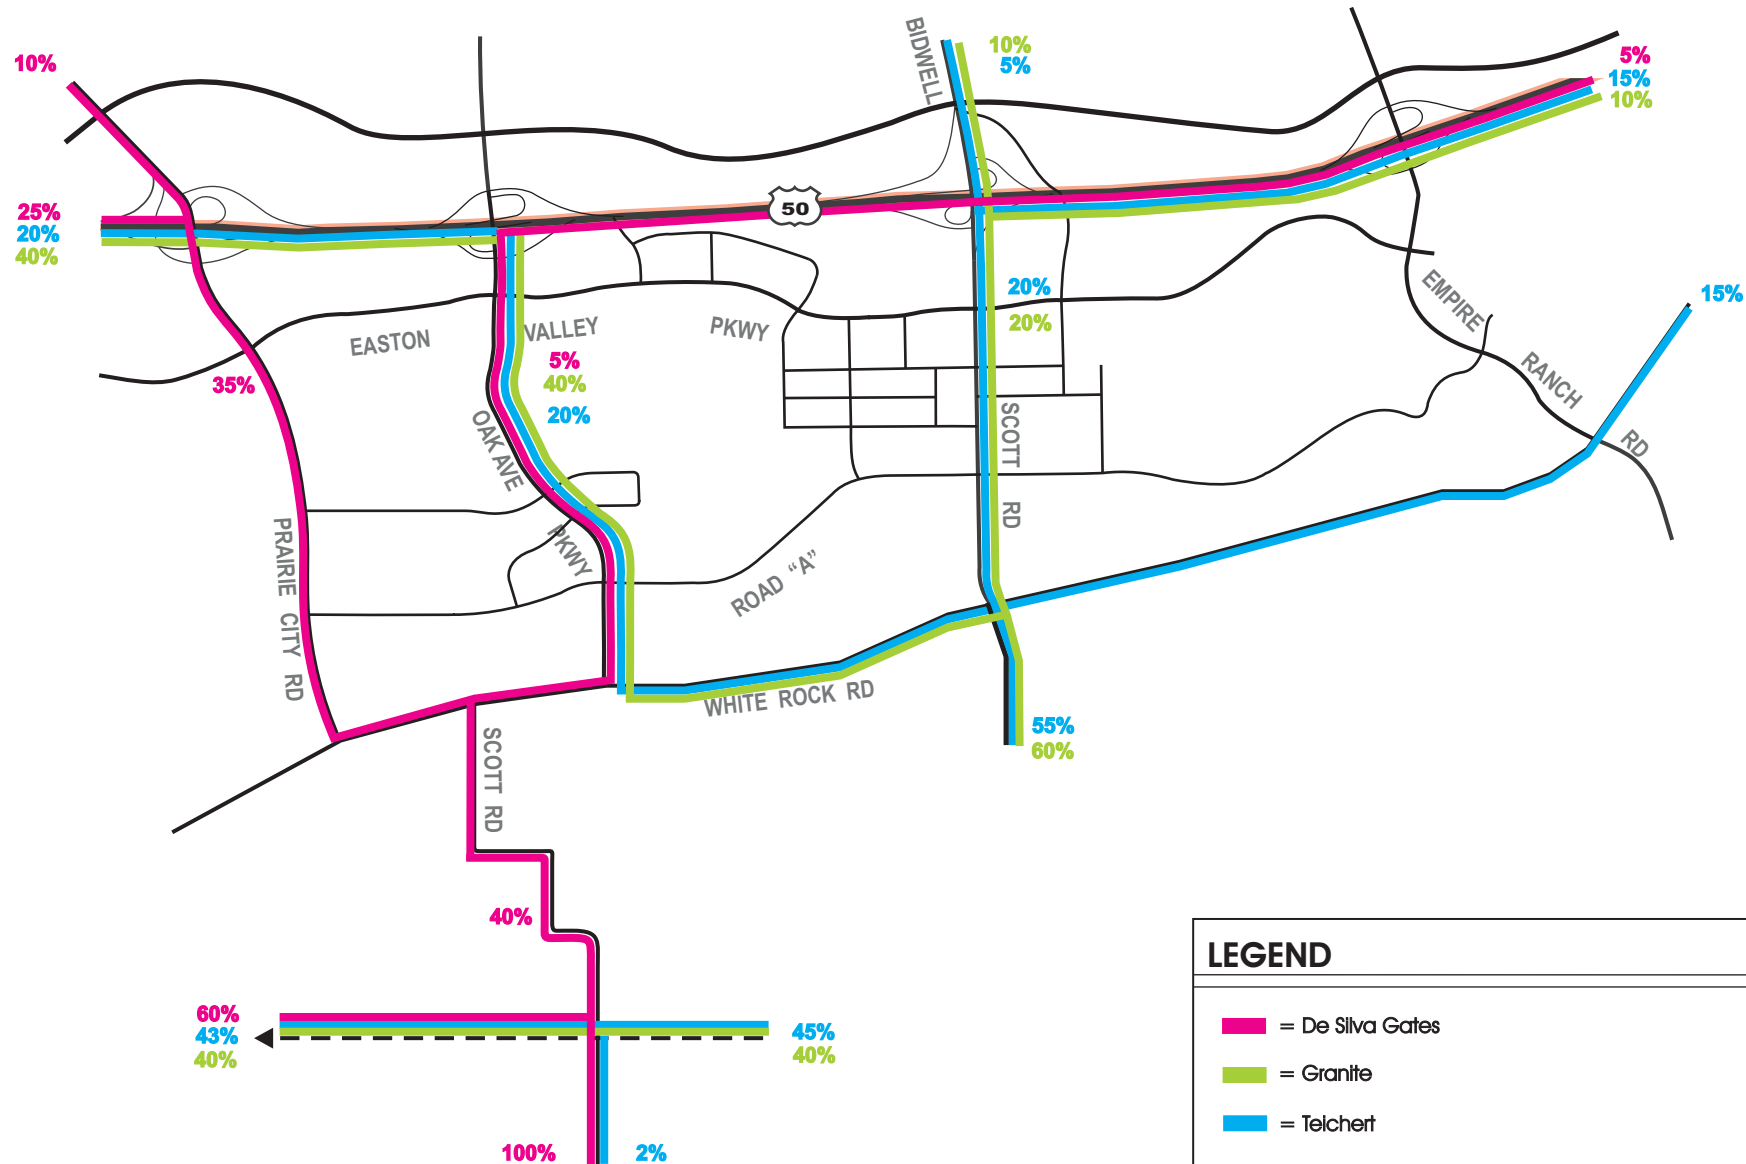 10%
BIDWELL
10%
5%
5%
15%
10%
25%
20%
40%
50
20%
20%
EMPIRE
RANCH
RD
15%
EASTON
VALLEY
PKWY
35%
5%
40%
20%
OAK AVE
PKWY
SCOTT
RD
PRAIRIE CITY RD
ROAD “A”
WHITE ROCK RD
55%
60%
SCOTT RD
40%
60%
43%
40%
45%
40%
100%
2%
LEGEND
= De Silva Gates
= Granite
= Teichert